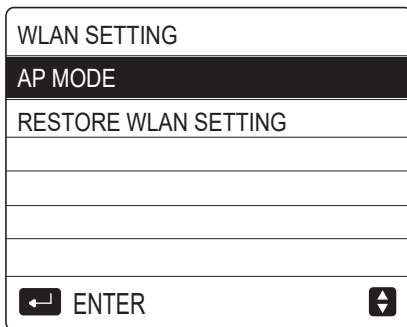 WLAN SETTING
AP MODE
RESTORE WLAN SETTING
ENTER